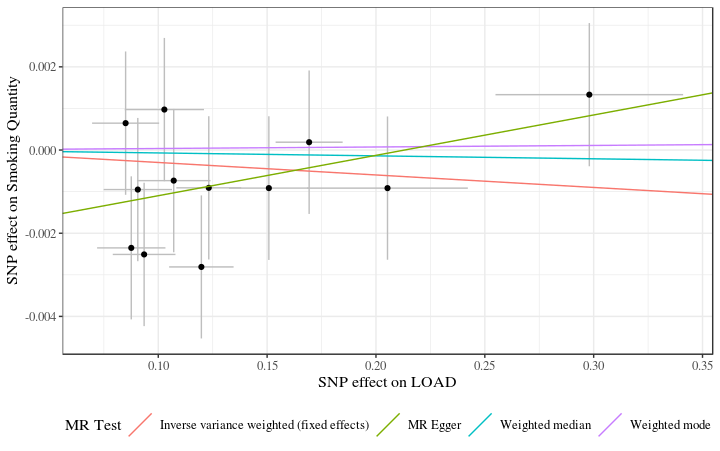 SNP effect on Smoking Quantity
0.002
0.000
-0.002
-0.004
0.10 0.15 0.20 0.25 0.30 0.35
SNP effect on LOAD
MR Test Inverse variance weighted (fixed effects) MR Egger Weighted median Weighted mode